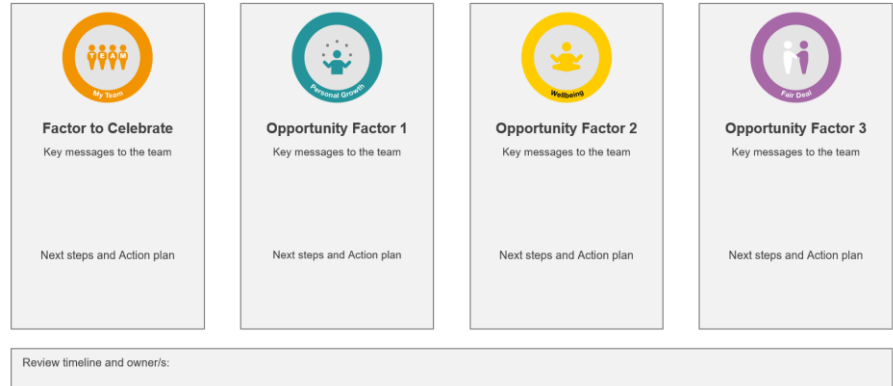 TEAM
My Team
Factor to Celebrate
Key messages to the team
Next steps and Action plan
Personal Growth
Opportunity Factor 1
Key messages to the team
Next steps and Action plan
Wellbeing
Opportunity Factor 2
Key messages to the team
Next steps and Action plan
Fair Deal
Opportunity Factor 3
Key messages to the team
Next steps and Action plan
Review timeline and owner/s: